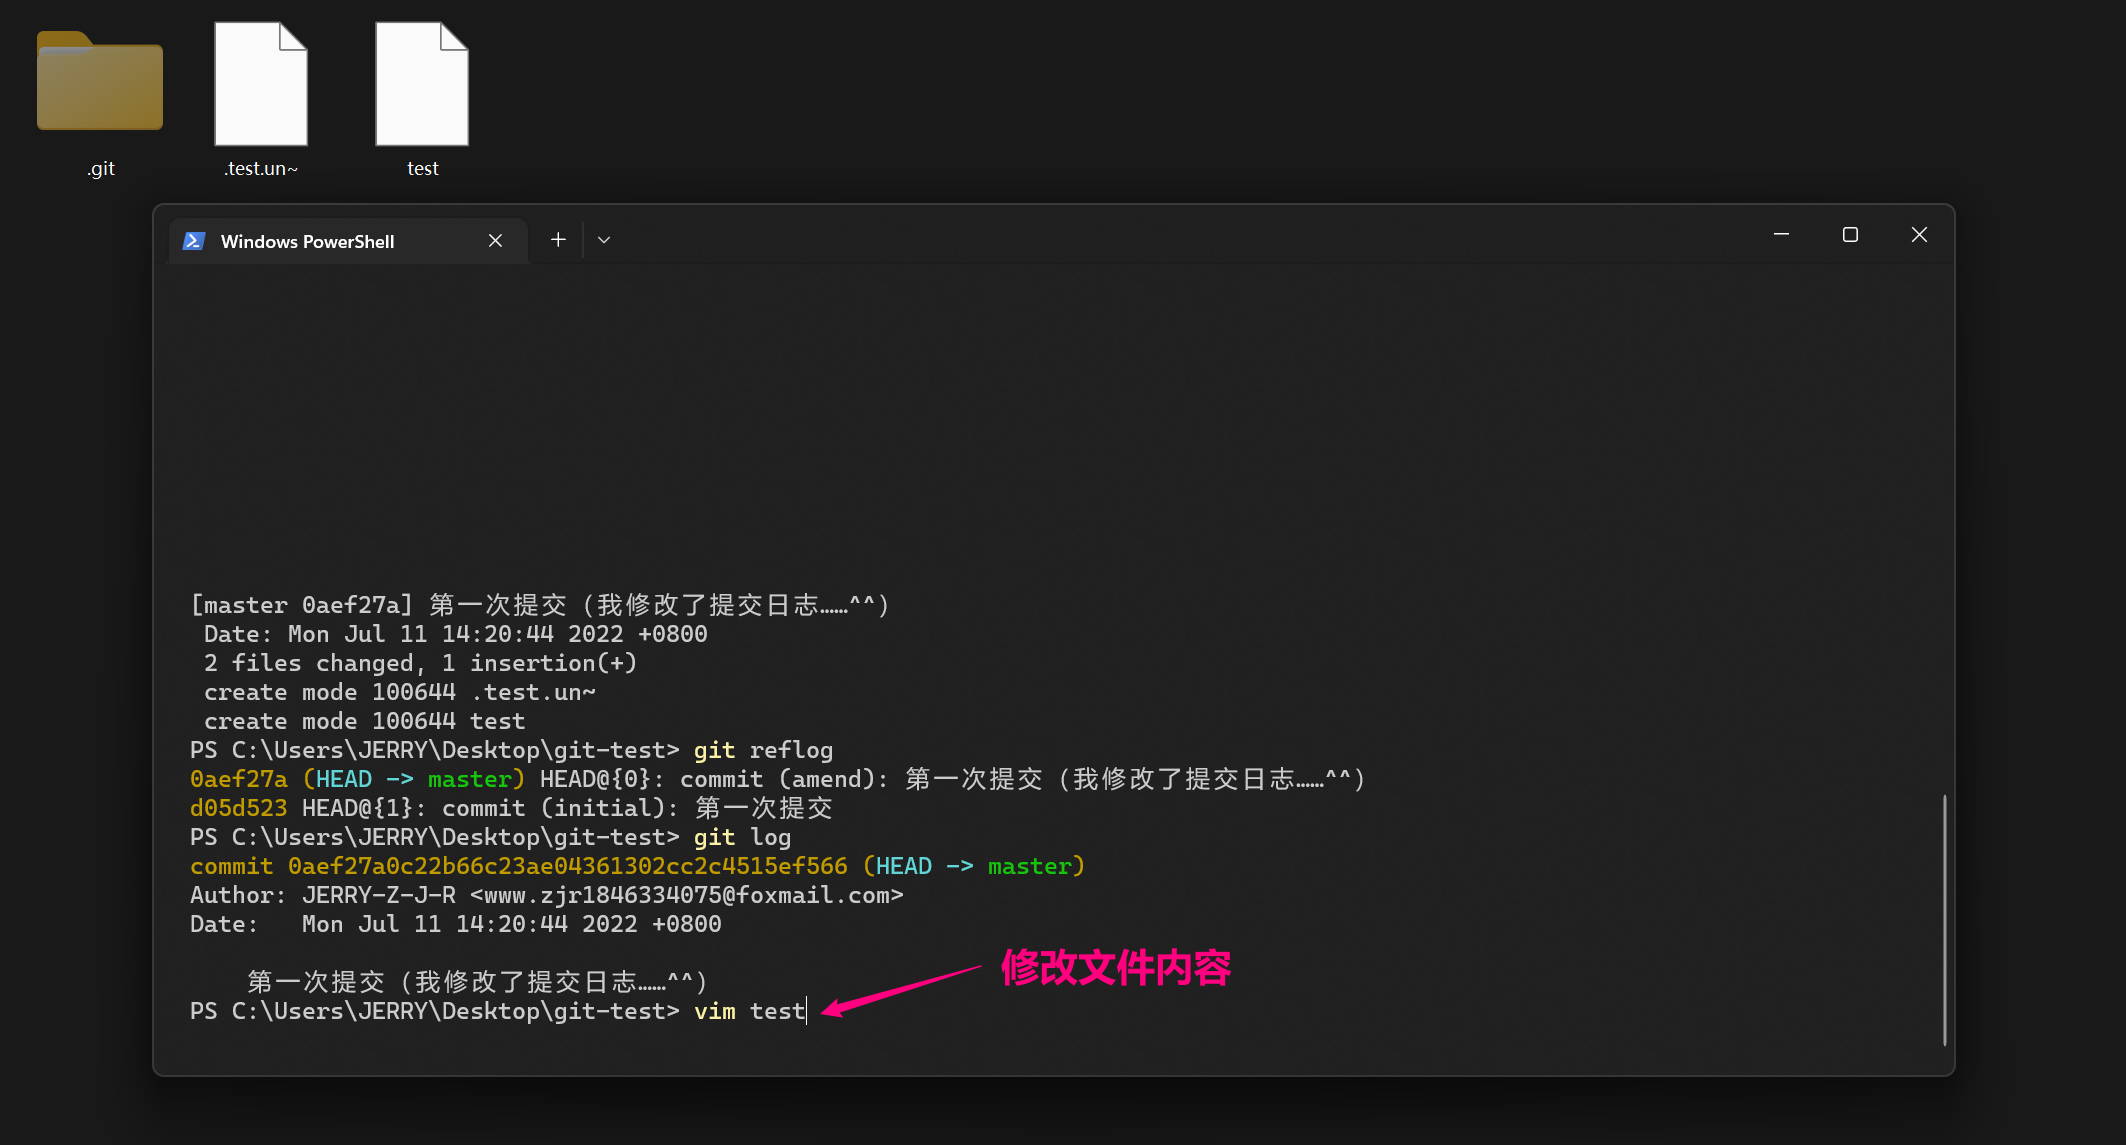 .git
.test.un~
test
Windows PowerShell
[master 0aef27a] 第一次提交（我修改了提交日志……^^）
Date: Mon Jul 11 14:20:44 2022 +0800
2 files changed, 1 insertion(+)
create mode 100644 .test.un~
create mode 100644 test
PS C:\Users\JERRY\Desktop\git-test> git reflog
0aef27a (HEAD -> master) HEAD@{0}: commit (amend): 第一次提交（我修改了提交日志……^^）
d05d523 HEAD@{1}: commit (initial): 第一次提交
PS C:\Users\JERRY\Desktop\git-test> git log
commit 0aef27a0c22b66c23ae04361302cc2c4515ef566 (HEAD -> master)
Author: JERRY-Z-J-R <www.zjr1846334075@foxmail.com>
Date:   Mon Jul 11 14:20:44 2022 +0800
第一次提交（我修改了提交日志……^^）
修改文件内容
PS C:\Users\JERRY\Desktop\git-test> vim test